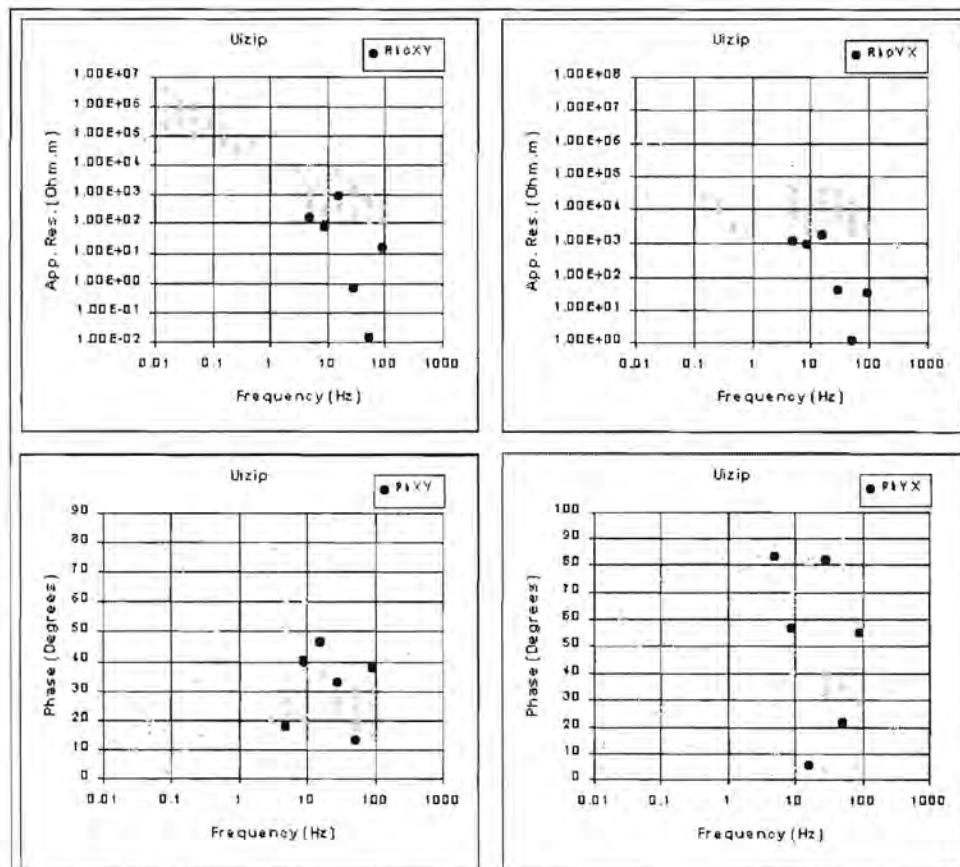 Uizip
RhoXY
1.00E+07
1.00E+06
1.00E+05
1.00E+04
1.00E+03
1.00E+02
1.00E+01
1.00E+00
1.00E-01
1.00E-02
App. Res. (Ohm.m)
0.01 0.1 1 10 100 1000
Frequency (Hz)
Uizip
RhoYX
1.00E+08
1.00E+07
1.00E+06
1.00E+05
1.00E+04
1.00E+03
1.00E+02
1.00E+01
1.00E+00
App. Res. (Ohm.m)
0.01 0.1 1 10 100 1000
Frequency (Hz)
Uizip
PhXY
90
80
70
60
50
40
30
20
10
0
Phase (Degrees)
0.01 0.1 1 10 100 1000
Frequency (Hz)
Uizip
PhYX
100
90
80
70
60
50
40
30
20
10
0
Phase (Degrees)
0.01 0.1 1 10 100 1000
Frequency (Hz)